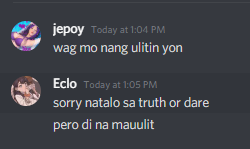 jepoy Today at 1:04 PM
wag mo nang ulitin yon
Eclo Today at 1:05 PM
sorry natalo sa truth or dare
pero di na mauulit